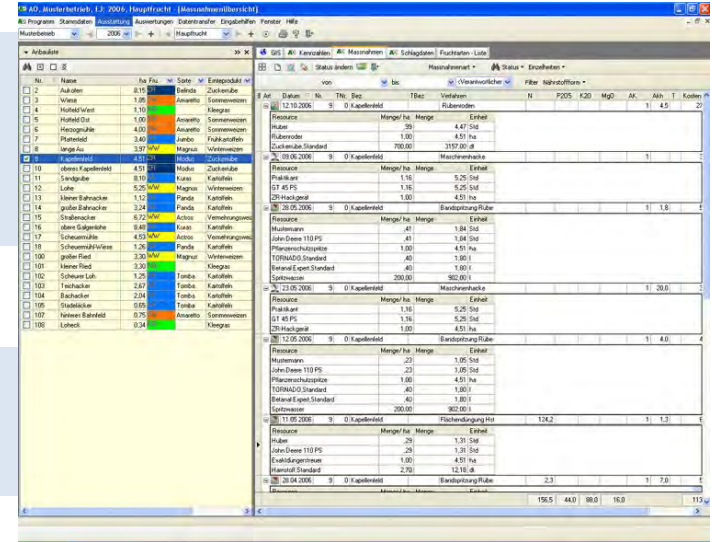 AO, Musterbetrieb, EJ: 2006, Hauptfrucht - [Massnahmenübersicht]
Programm Stammdaten Ausstattung Auswertungen Datentransfer Eingabehilfen Fenster Hilfe
Musterbetrieb 2006 Hauptfrucht
Anbauliste
GIS Kennzahlen Massnahmen Schlagdaten Fruchtarten - Liste
Status ändern Massnahmenart Status Einzelheiten
von bis (Verantwortlicher Filter Nährstofform
Nr. Name ha Fru. Sorte Ernteprodukt
2 Aukofen 8,15 Belinda Zuckerrübe
3 Wiese 1,05 Amaretto Sommerweizen
4 Hoffeld West 1,10 Kleegras
5 Hoffeld Ost 1,00 Amaretto Sommerweizen
6 Herzogmühle 4,00 Amaretto Sommerweizen
7 Pfatterfeld 3,40 Jumbo Frühkartoffeln
8 lange Au 3,97 WW Magnus Winterweizen
9 Kapellenfeld 4,51 Modus Zuckerrübe
10 oberes Kapellenfeld 4,51 Modus Zuckerrübe
11 Sandgrube 8,10 Kuras Kartoffeln
12 Lohe 5,25 WW Magnus Winterweizen
13 kleiner Bahnacker 1,12 Panda Kartoffeln
14 großer Bahnacker 3,24 Panda Kartoffeln
15 Straßenacker 6,72 WW Actros Vermehrungswei
16 obere Galgenlohe 8,48 Kuras Kartoffeln
17 Scheuermühle 4,53 WW Actros Vermehrungswei
18 Scheuermühl-Wiese 1,26 Panda Kartoffeln
100 großer Ried 3,30 WW Magnus Winterweizen
101 kleiner Ried 3,30 Kleegras
102 Scheurer Loh 1,25 Tomba Kartoffeln
103 Teichacker 2,67 Tomba Kartoffeln
104 Bachacker 2,04 Tomba Kartoffeln
105 Stadeläcker 0,65 Tomba Kartoffeln
107 hinteres Bahnfeld 0,75 Amaretto Sommerweizen
108 Loheck 0,34 Kleegras
Art Datum Nr. TNr. Bez TBez Verfahren N P2O5 K2O MgO AK. Akh T Kosten
12.10.2006 9 0 Kapellenfeld Rübenroden 1 4,5
Resource Menge/ha Menge Einheit
Huber 4,47 Std
Rübenroder 1,00 4,51 ha
Zuckerrübe,Standard 700,00 3157,00 dt
09.06.2006 9 0 Kapellenfeld Maschinenhacke 1
Resource Menge/ha Menge Einheit
Praktikant 1,16 5,25 Std
GT 45 PS 1,16 5,25 Std
ZR-Hackgerät 1,00 4,51 ha
28.05.2006 9 0 Kapellenfeld Bandspritzung Rübe 1 1,8
Resource Menge/ha Menge Einheit
Mustermann ,41 1,84 Std
John Deere 110 PS ,41 1,84 Std
Pflanzenschutzspritze 1,00 4,51 ha
TORNADO,Standard ,40 1,80 l
Betanal Expert,Standard ,40 1,80 l
Spritzwasser 200,00 902,00 l
23.05.2006 9 0 Kapellenfeld Maschinenhacke 1 20,0
Resource Menge/ha Menge Einheit
Praktikant 1,16 5,25 Std
GT 45 PS 1,16 5,25 Std
ZR-Hackgerät 1,00 4,51 ha
12.05.2006 9 0 Kapellenfeld Bandspritzung Rübe 1 4,0
Resource Menge/ha Menge Einheit
Mustermann ,23 1,05 Std
John Deere 110 PS ,23 1,05 Std
Pflanzenschutzspritze 1,00 4,51 ha
TORNADO,Standard ,40 1,80 l
Betanal Expert,Standard ,40 1,80 l
Spritzwasser 200,00 902,00 l
11.05.2006 9 0 Kapellenfeld Flächendüngung Hst 124,2 1 1,3
Resource Menge/ha Menge Einheit
Huber ,29 1,31 Std
John Deere 110 PS ,29 1,31 Std
Exaktdüngerstreuer 1,00 4,51 ha
Harnstoff,Standard 2,70 12,18 dt
28.04.2006 9 0 Kapellenfeld Bandspritzung Rübe 2,3 1 7,0
156,5 44,0 88,0 16,0 113